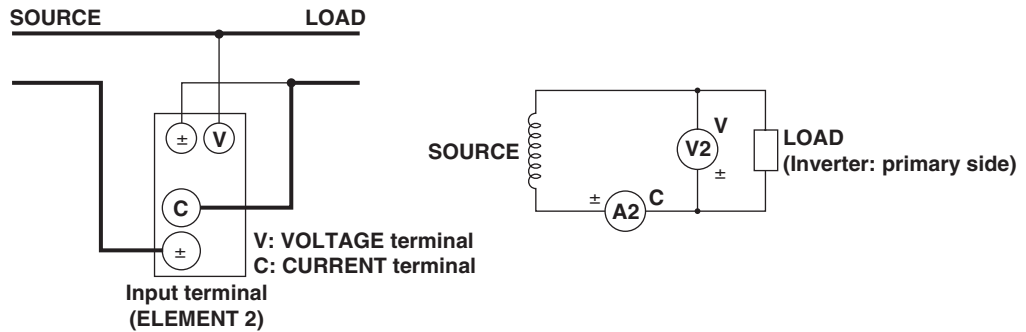 SOURCE LOAD
± V
C
±
V: VOLTAGE terminal
C: CURRENT terminal
Input terminal
(ELEMENT 2)
SOURCE
V
V2
±
± A2 C
LOAD
(Inverter: primary side)